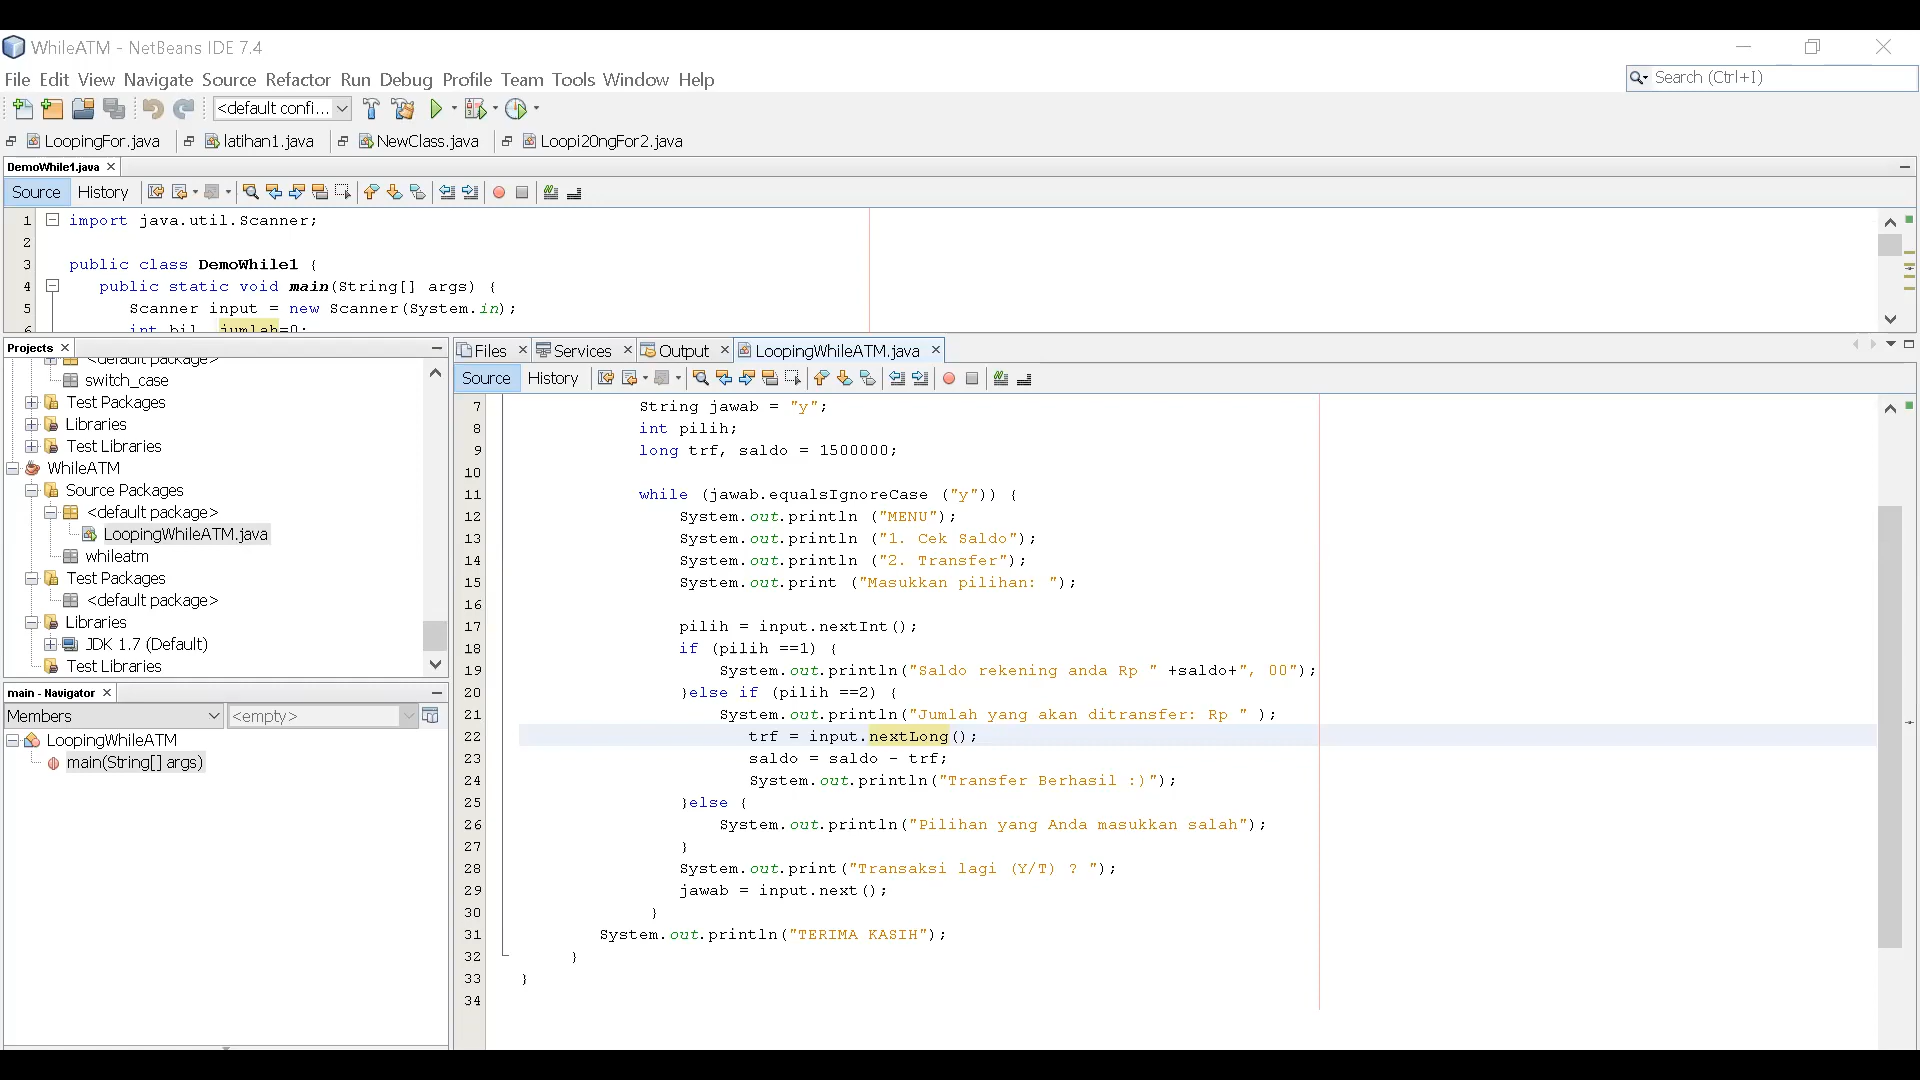 WhileATM - NetBeans IDE 7.4
File Edit View Navigate Source Refactor Run Debug Profile Team Tools Window Help
Search (Ctrl+I)
<default confi...
LoopingFor.java latihan1.java NewClass.java Loopi20ngFor2.java
DemoWhile1.java
Source History
1 import java.util.Scanner;
2
3 public class DemoWhile1 {
4 public static void main(String[] args) {
5 Scanner input = new Scanner(System.in);
6 int bil, jumlah=0;
Projects
<default package>
switch_case
Test Packages
Libraries
Test Libraries
WhileATM
Source Packages
<default package>
LoopingWhileATM.java
whileatm
Test Packages
<default package>
Libraries
JDK 1.7 (Default)
Test Libraries
main - Navigator
Members <empty>
LoopingWhileATM
main(String[] args)
Files Services Output LoopingWhileATM.java
Source History
7 String jawab = "y";
8 int pilih;
9 long trf, saldo = 1500000;
10
11 while (jawab.equalsIgnoreCase ("y")) {
12 System.out.println ("MENU");
13 System.out.println ("1. Cek Saldo");
14 System.out.println ("2. Transfer");
15 System.out.print ("Masukkan pilihan: ");
16
17 pilih = input.nextInt();
18 if (pilih ==1) {
19 System.out.println("Saldo rekening anda Rp " +saldo+", 00");
20 }else if (pilih ==2) {
21 System.out.println("Jumlah yang akan ditransfer: Rp " );
22 trf = input.nextLong();
23 saldo = saldo - trf;
24 System.out.println("Transfer Berhasil :)");
25 }else {
26 System.out.println("Pilihan yang Anda masukkan salah");
27 }
28 System.out.print("Transaksi lagi (Y/T) ? ");
29 jawab = input.next();
30 }
31 System.out.println("TERIMA KASIH");
32 }
33 }
34